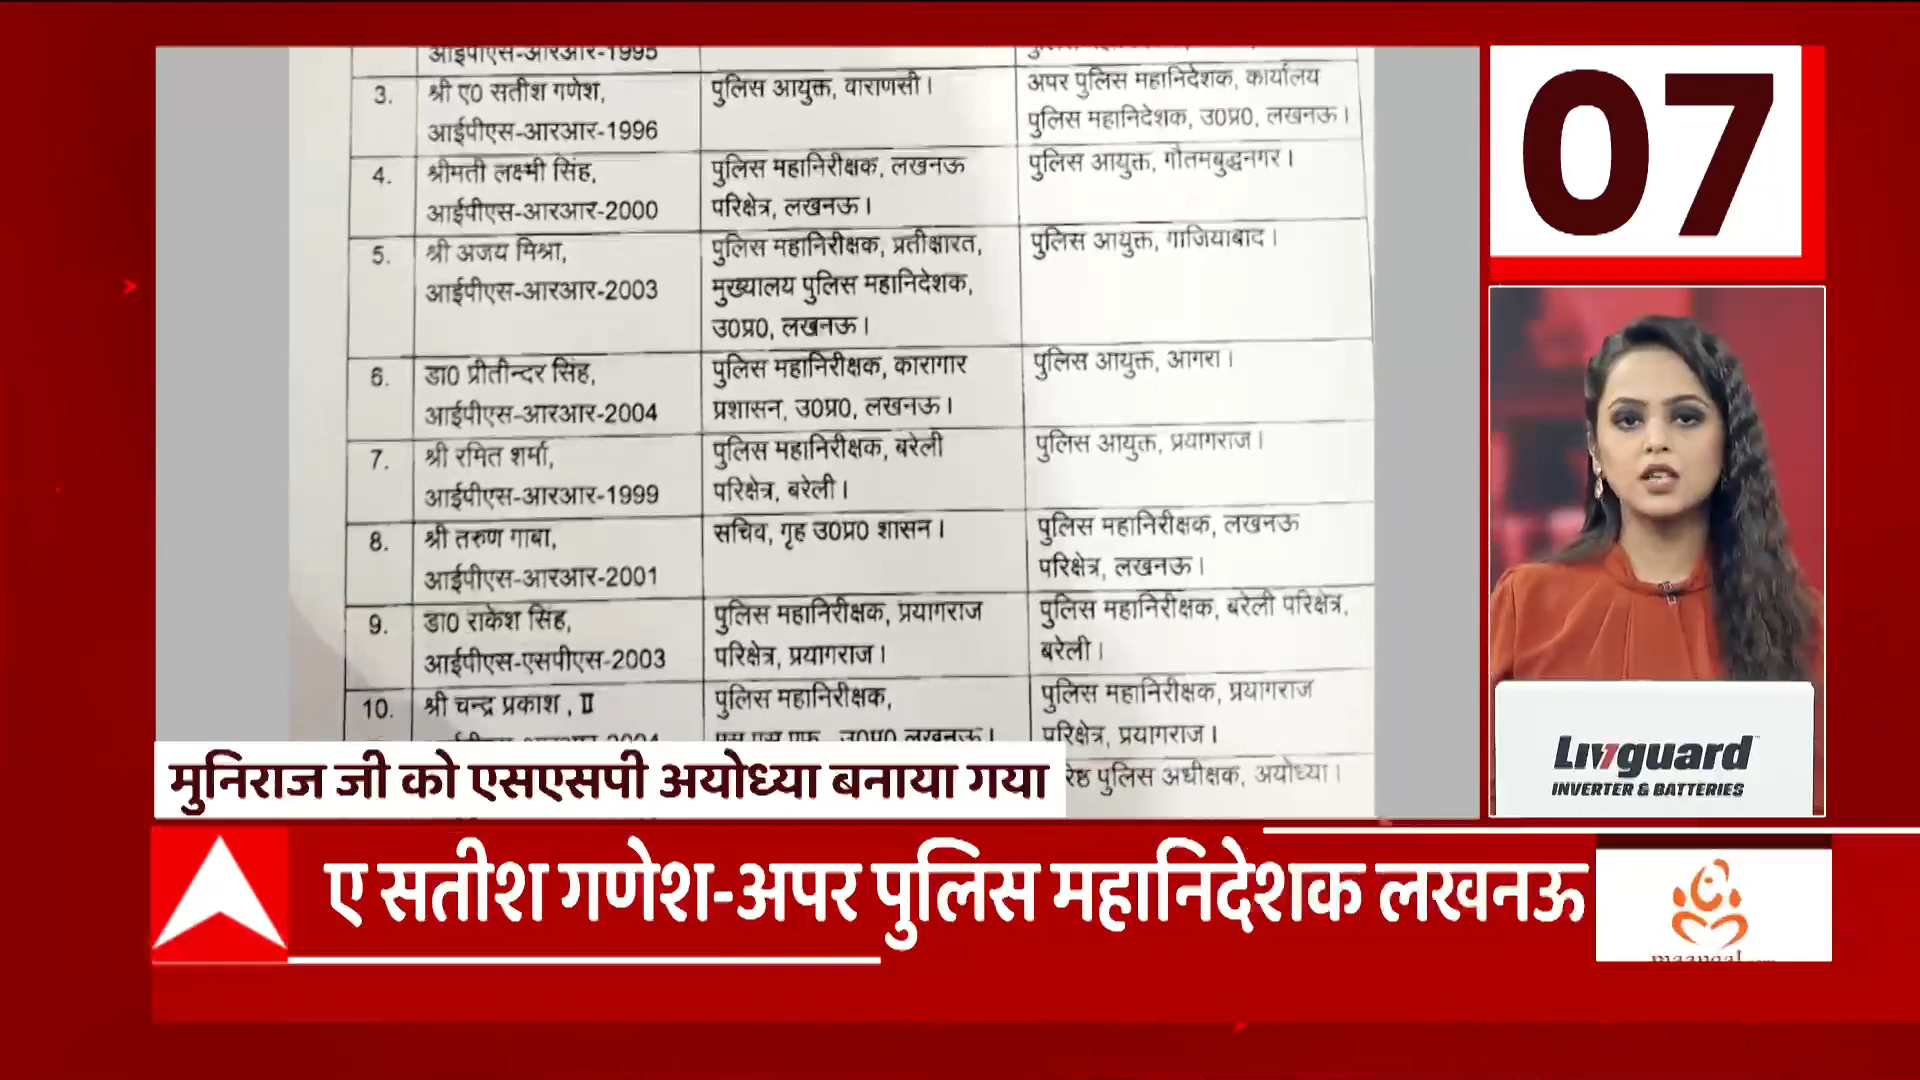 आईपीएस-आरआर-1995
3. श्री ए0 सतीश गणेश, पुलिस आयुक्त, वाराणसी। अपर पुलिस महानिदेशक, कार्यालय
आईपीएस-आरआर-1996 पुलिस महानिदेशक, उ0प्र0, लखनऊ।
4. श्रीमती लक्ष्मी सिंह, पुलिस महानिरीक्षक, लखनऊ पुलिस आयुक्त, गौतमबुद्धनगर।
आईपीएस-आरआर-2000 परिक्षेत्र, लखनऊ।
5. श्री अजय मिश्रा, पुलिस महानिरीक्षक, प्रतीक्षारत, पुलिस आयुक्त, गाजियाबाद।
आईपीएस-आरआर-2003 मुख्यालय पुलिस महानिदेशक,
उ0प्र0, लखनऊ।
6. डा0 प्रीतीन्दर सिंह, पुलिस महानिरीक्षक, कारागार पुलिस आयुक्त, आगरा।
आईपीएस-आरआर-2004 प्रशासन, उ0प्र0, लखनऊ।
7. श्री रमित शर्मा, पुलिस महानिरीक्षक, बरेली पुलिस आयुक्त, प्रयागराज।
आईपीएस-आरआर-1999 परिक्षेत्र, बरेली।
8. श्री तरुण गाबा, सचिव, गृह उ0प्र0 शासन। पुलिस महानिरीक्षक, लखनऊ
आईपीएस-आरआर-2001 परिक्षेत्र, लखनऊ।
9. डा0 राकेश सिंह, पुलिस महानिरीक्षक, प्रयागराज पुलिस महानिरीक्षक, बरेली परिक्षेत्र,
आईपीएस-एसपीएस-2003 परिक्षेत्र, प्रयागराज। बरेली।
10. श्री चन्द्र प्रकाश, II पुलिस महानिरीक्षक, पुलिस महानिरीक्षक, प्रयागराज
परिक्षेत्र, प्रयागराज।
पुलिस अधीक्षक, अयोध्या।
मुनिराज जी को एसएसपी अयोध्या बनाया गया
ए सतीश गणेश-अपर पुलिस महानिदेशक लखनऊ
07
Livguard
INVERTER & BATTERIES